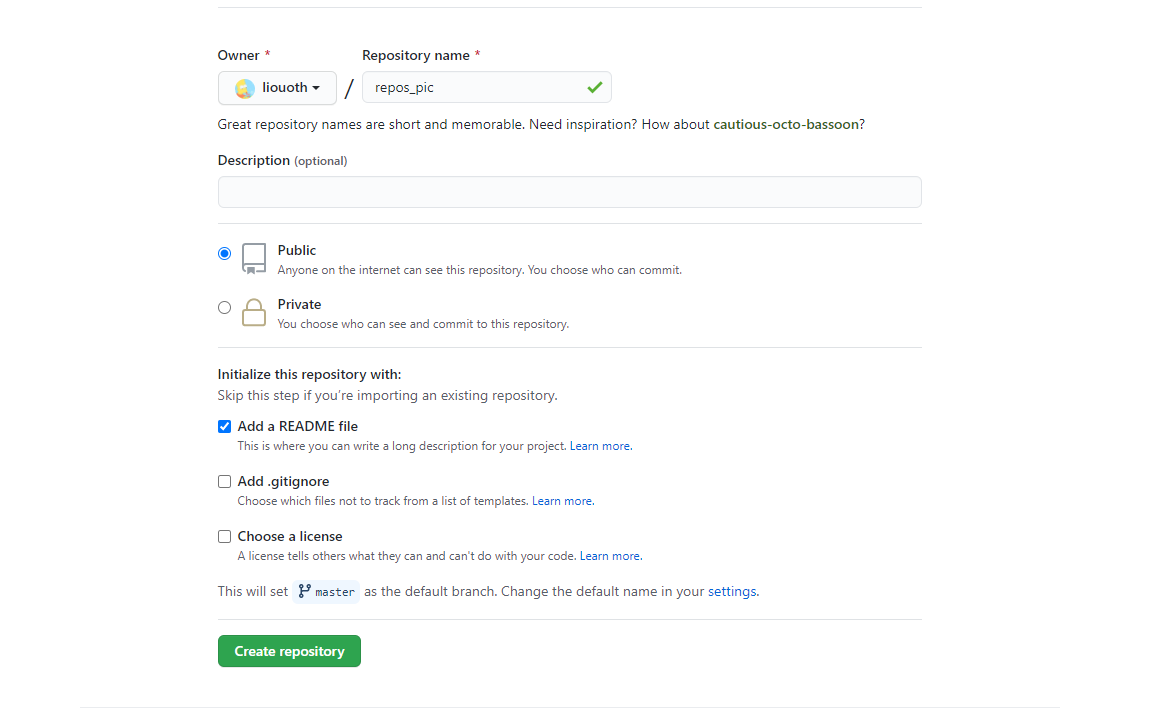 Owner * Repository name *
liouoth / repos_pic
Great repository names are short and memorable. Need inspiration? How about cautious-octo-bassoon?
Description (optional)
Public
Anyone on the internet can see this repository. You choose who can commit.
Private
You choose who can see and commit to this repository.
Initialize this repository with:
Skip this step if you’re importing an existing repository.
Add a README file
This is where you can write a long description for your project. Learn more.
Add .gitignore
Choose which files not to track from a list of templates. Learn more.
Choose a license
A license tells others what they can and can't do with your code. Learn more.
This will set master as the default branch. Change the default name in your settings.
Create repository